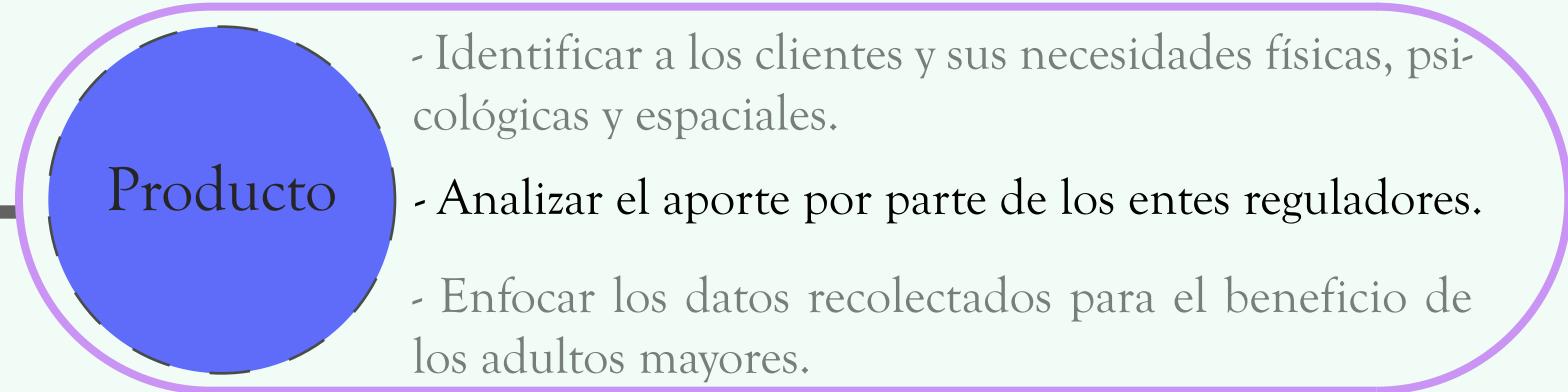 Producto
- Identificar a los clientes y sus necesidades físicas, psi-
cológicas y espaciales.
- Analizar el aporte por parte de los entes reguladores.
- Enfocar los datos recolectados para el beneficio de
los adultos mayores.